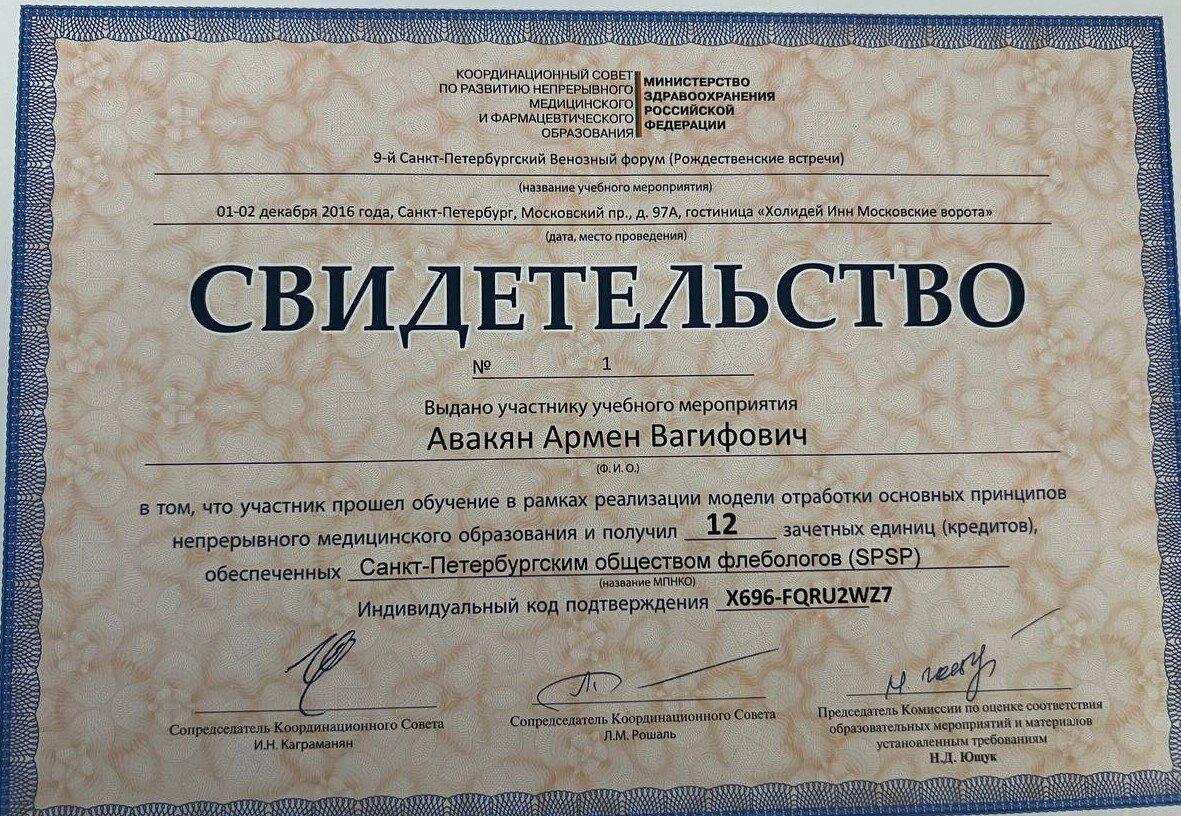 КООРДИНАЦИОННЫЙ СОВЕТ
ПО РАЗВИТИЮ НЕПРЕРЫВНОГО
МЕДИЦИНСКОГО
И ФАРМАЦЕВТИЧЕСКОГО
ОБРАЗОВАНИЯ
МИНИСТЕРСТВО
ЗДРАВООХРАНЕНИЯ
РОССИЙСКОЙ
ФЕДЕРАЦИИ
9-й Санкт-Петербургский Венозный форум (Рождественские встречи)
(название учебного мероприятия)
01-02 декабря 2016 года, Санкт-Петербург, Московский пр., д. 97А, гостиница «Холидей Инн Московские ворота»
(дата, место проведения)
СВИДЕТЕЛЬСТВО
№ 1
Выдано участнику учебного мероприятия
Авакян Армен Вагифович
(Ф. И. О.)
в том, что участник прошел обучение в рамках реализации модели отработки основных принципов
непрерывного медицинского образования и получил 12 зачетных единиц (кредитов),
обеспеченных Санкт-Петербургским обществом флебологов (SPSP)
(название МПНКО)
Индивидуальный код подтверждения X696-FQRU2WZ7
Сопредседатель Координационного Совета
И.Н. Каграманян
Сопредседатель Координационного Совета
Л.М. Рошаль
Председатель Комиссии по оценке соответствия
образовательных мероприятий и материалов
установленным требованиям
Н.Д. Ющук